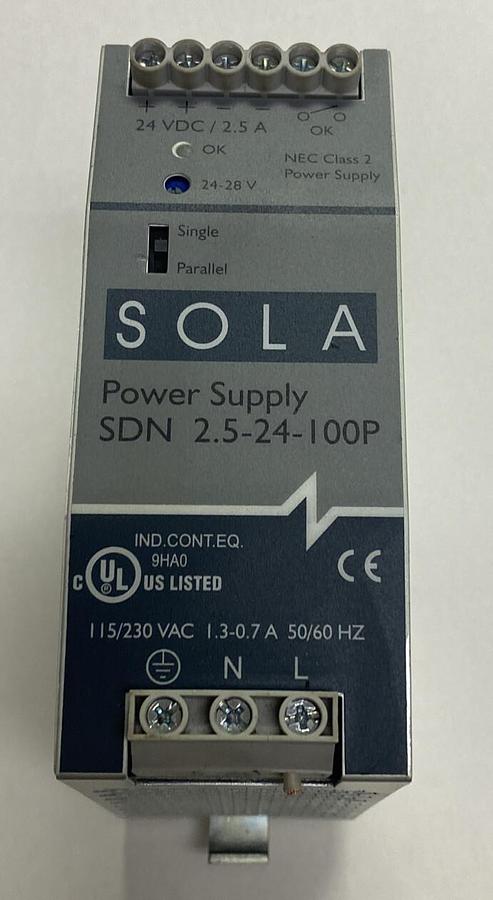 + + – –
24 VDC / 2.5 A
OK
OK
NEC Class 2
Power Supply
24-28 V
Single
Parallel
SOLA
Power Supply
SDN 2.5-24-100P
IND.CONT.EQ.
9HA0
C UL US LISTED
CE
115/230 VAC 1.3-0.7 A 50/60 HZ
N L